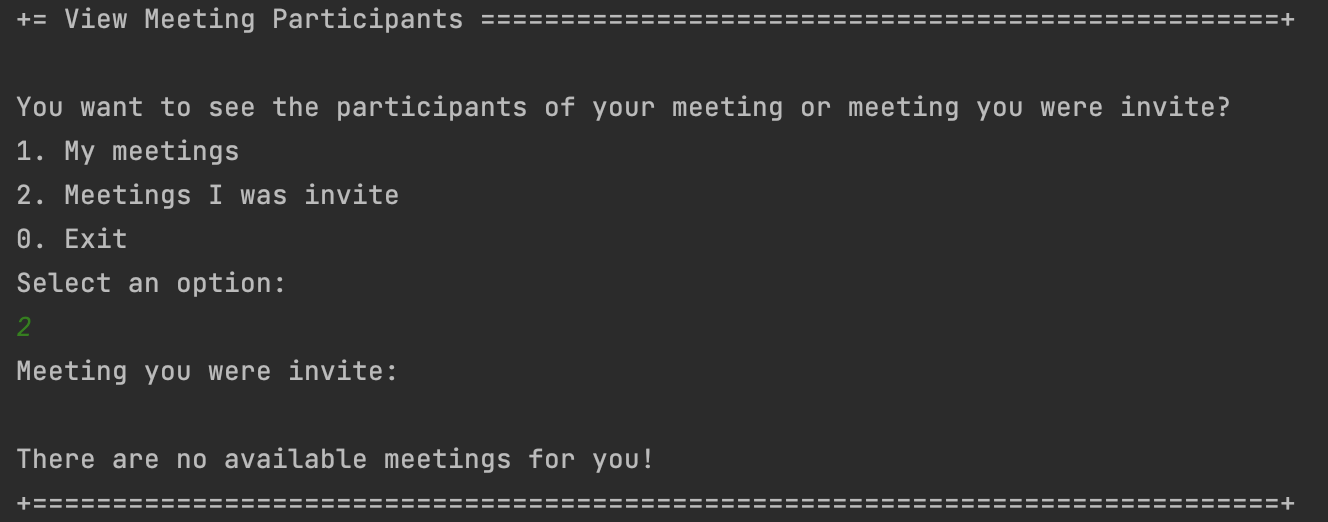 += View Meeting Participants ==================================================+
You want to see the participants of your meeting or meeting you were invite?
1. My meetings
2. Meetings I was invite
0. Exit
Select an option:
2
Meeting you were invite:
There are no available meetings for you!
+==============================================================================+